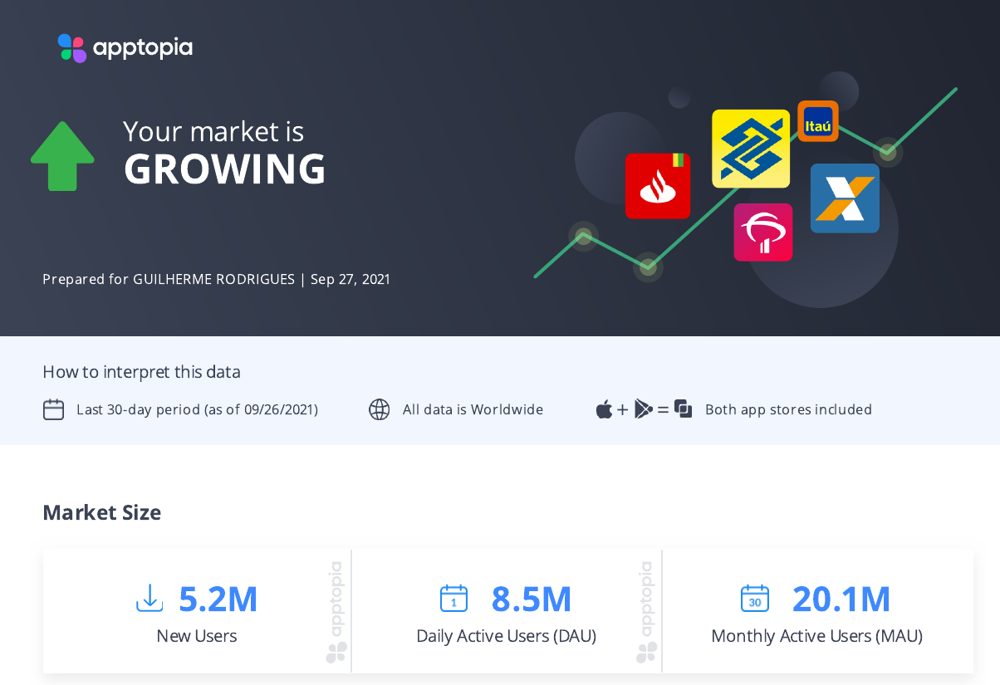 apptopia
Your market is
GROWING
Itaú
Prepared for GUILHERME RODRIGUES | Sep 27, 2021
How to interpret this data
Last 30-day period (as of 09/26/2021)
All data is Worldwide
+ = Both app stores included
Market Size
5.2M
New Users
apptopia
1
8.5M
Daily Active Users (DAU)
apptopia
30
20.1M
Monthly Active Users (MAU)